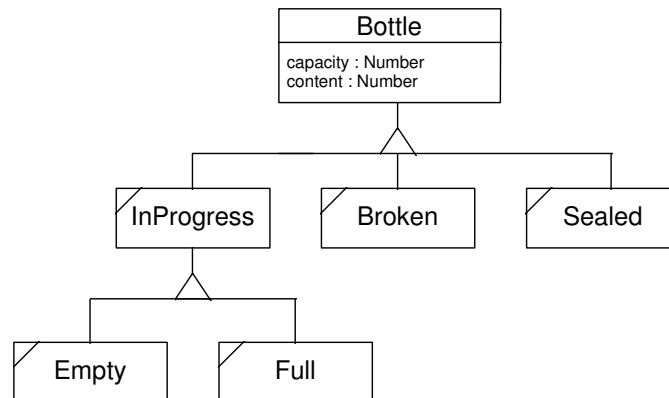 Bottle
capacity : Number
content : Number
InProgress
Broken
Sealed
Empty
Full